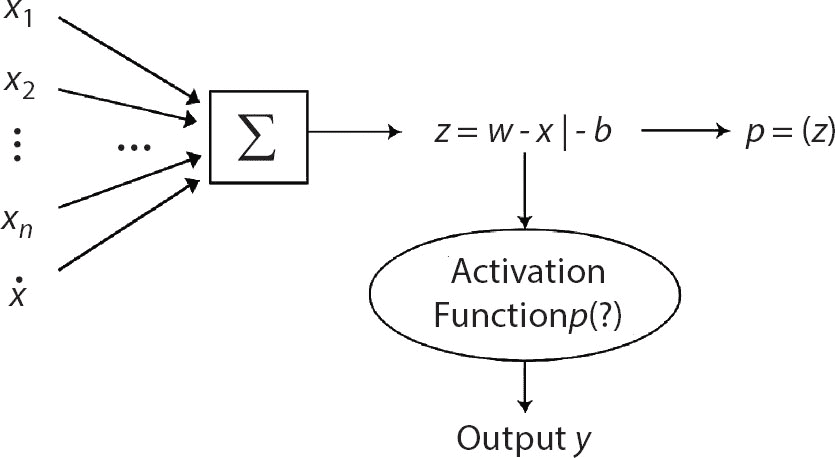 x1
x2
⋮
...
xn
ẋ
Σ
z = w - x | - b
p = (z)
Activation
Functionp(?)
Output y